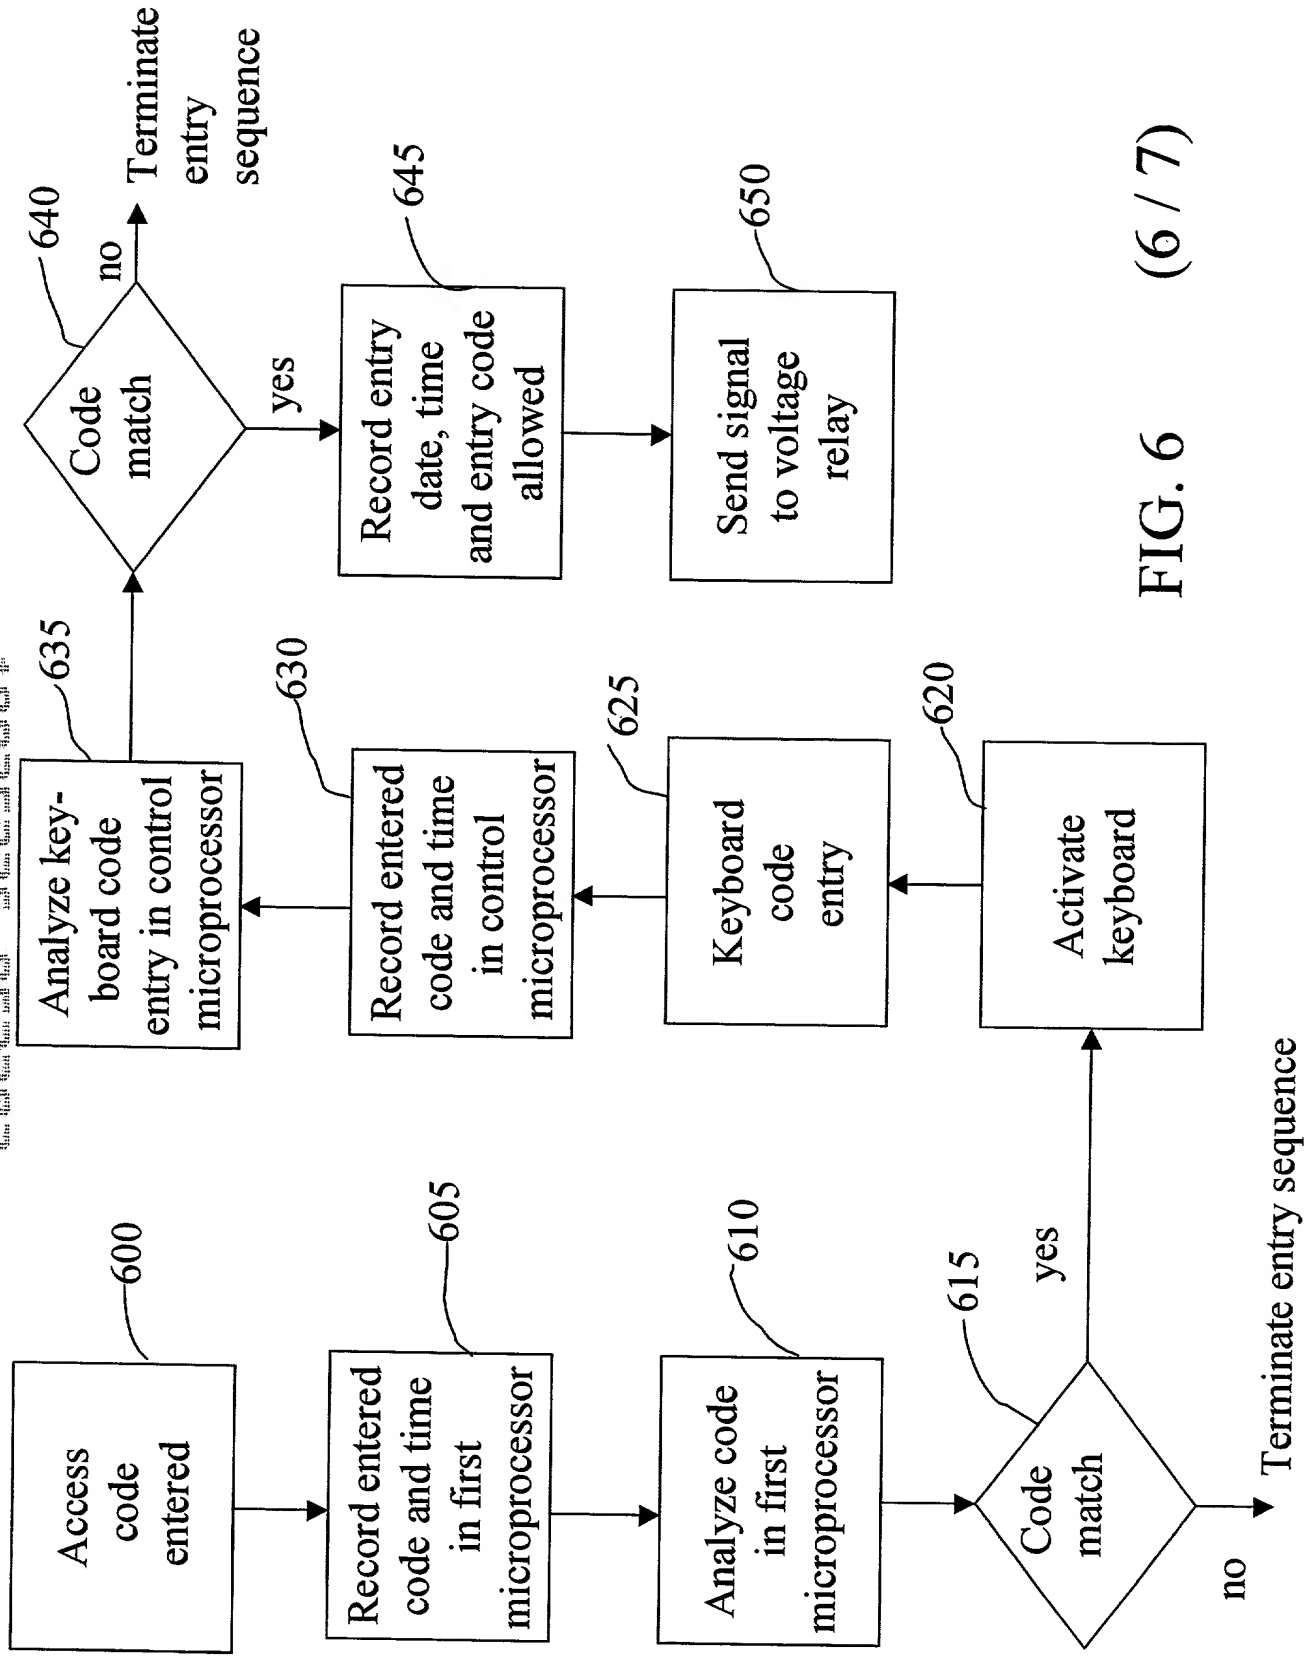 600
Access
code
entered
605
Record entered
code and time
in first
microprocessor
610
Analyze code
in first
microprocessor
615
Code
match
yes
no
Terminate entry sequence
620
Activate
keyboard
625
Keyboard
code
entry
630
Record entered
code and time
in control
microprocessor
635
Analyze key-
board code
entry in control
microprocessor
640
Code
match
no
Terminate
entry
sequence
yes
645
Record entry
date, time
and entry code
allowed
650
Send signal
to voltage
relay
FIG. 6
(6 / 7)